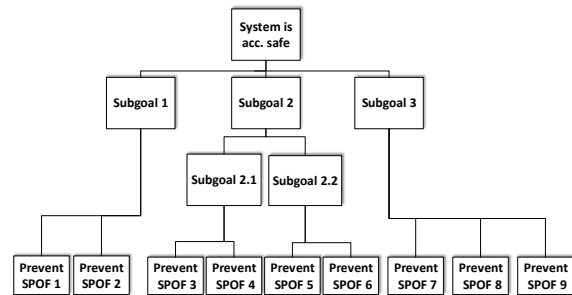 System is
acc. safe
Subgoal 1
Subgoal 2
Subgoal 3
Subgoal 2.1
Subgoal 2.2
Prevent
SPOF 1
Prevent
SPOF 2
Prevent
SPOF 3
Prevent
SPOF 4
Prevent
SPOF 5
Prevent
SPOF 6
Prevent
SPOF 7
Prevent
SPOF 8
Prevent
SPOF 9